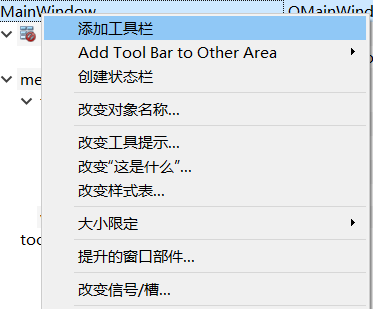 MainWindow QMainWind
添加工具栏
Add Tool Bar to Other Area
创建状态栏
me
改变对象名称...
改变工具提示...
改变“这是什么”...
改变样式表...
大小限定
too
提升的窗口部件...
改变信号/槽...